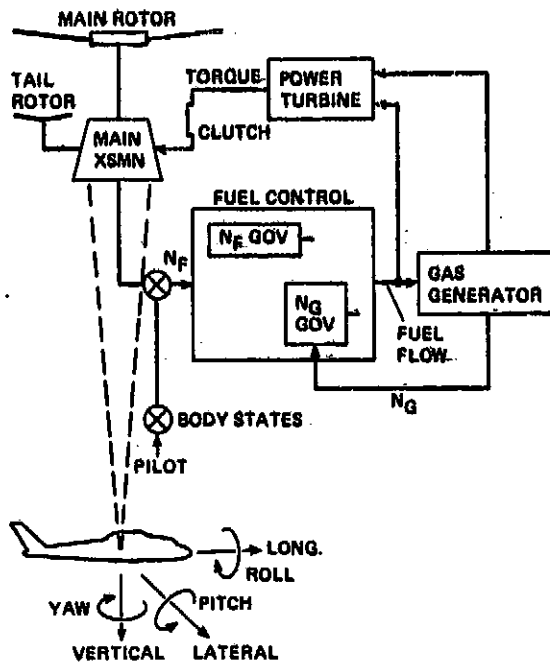 MAIN ROTOR
TAIL
ROTOR
MAIN
XSMN
TORQUE
CLUTCH
POWER
TURBINE
FUEL CONTROL
NF GOV
NF
NG
GOV
GAS
GENERATOR
FUEL
FLOW
NG
BODY STATES
PILOT
LONG.
ROLL
YAW
PITCH
VERTICAL
LATERAL